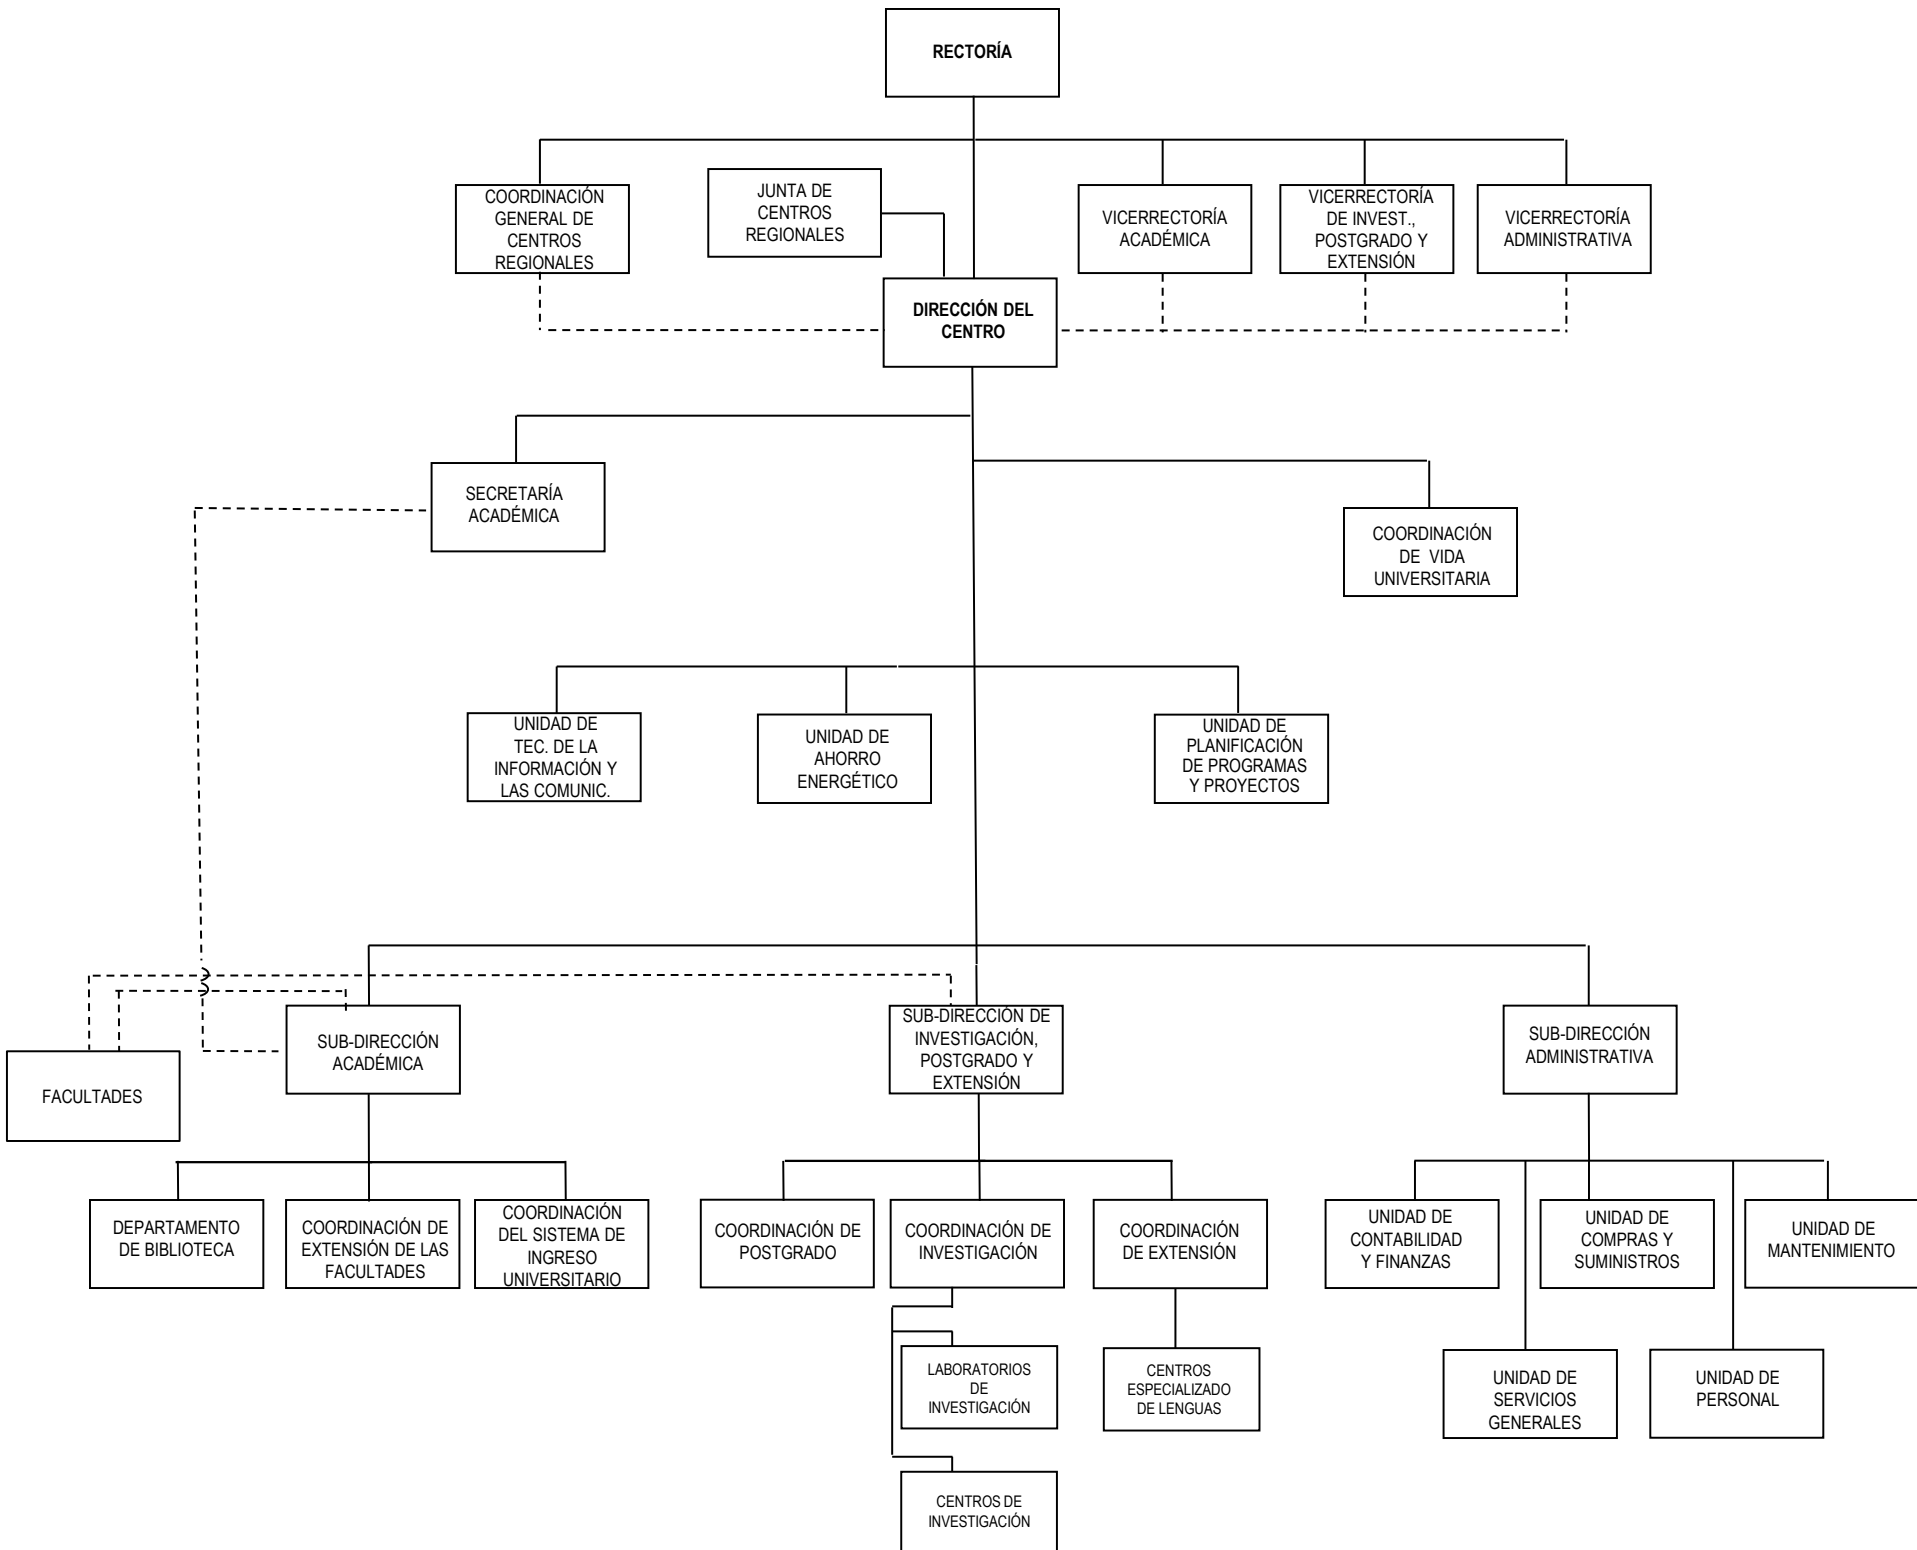 RECTORÍA
COORDINACIÓN
GENERAL DE
CENTROS
REGIONALES
JUNTA DE
CENTROS
REGIONALES
VICERRECTORÍA
ACADÉMICA
VICERRECTORÍA
DE INVEST.,
POSTGRADO Y
EXTENSIÓN
VICERRECTORÍA
ADMINISTRATIVA
DIRECCIÓN DEL
CENTRO
SECRETARÍA
ACADÉMICA
COORDINACIÓN
DE VIDA
UNIVERSITARIA
UNIDAD DE
TEC. DE LA
INFORMACIÓN Y
LAS COMUNIC.
UNIDAD DE
AHORRO
ENERGÉTICO
UNIDAD DE
PLANIFICACIÓN
DE PROGRAMAS
Y PROYECTOS
FACULTADES
SUB-DIRECCIÓN
ACADÉMICA
SUB-DIRECCIÓN DE
INVESTIGACIÓN,
POSTGRADO Y
EXTENSIÓN
SUB-DIRECCIÓN
ADMINISTRATIVA
DEPARTAMENTO
DE BIBLIOTECA
COORDINACIÓN DE
EXTENSIÓN DE LAS
FACULTADES
COORDINACIÓN
DEL SISTEMA DE
INGRESO
UNIVERSITARIO
COORDINACIÓN DE
POSTGRADO
COORDINACIÓN DE
INVESTIGACIÓN
COORDINACIÓN
DE EXTENSIÓN
UNIDAD DE
CONTABILIDAD
Y FINANZAS
UNIDAD DE
COMPRAS Y
SUMINISTROS
UNIDAD DE
MANTENIMIENTO
LABORATORIOS
DE
INVESTIGACIÓN
CENTROS
ESPECIALIZADO
DE LENGUAS
UNIDAD DE
SERVICIOS
GENERALES
UNIDAD DE
PERSONAL
CENTROS DE
INVESTIGACIÓN